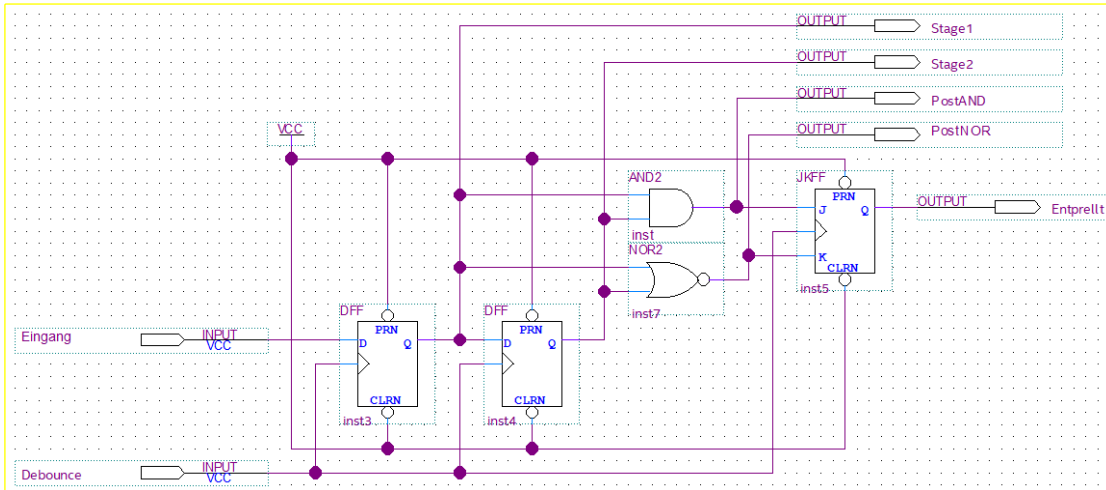 OUTPUT
Stage1
OUTPUT
Stage2
OUTPUT
PostAND
OUTPUT
PostNOR
VCC
AND2
inst
NOR2
inst7
JKFF
PRN
J Q
K
CLRN
inst5
OUTPUT
Entprellt
DFF
PRN
D Q
CLRN
inst3
DFF
PRN
D Q
CLRN
inst4
Eingang
INPUT
VCC
Debounce
INPUT
VCC